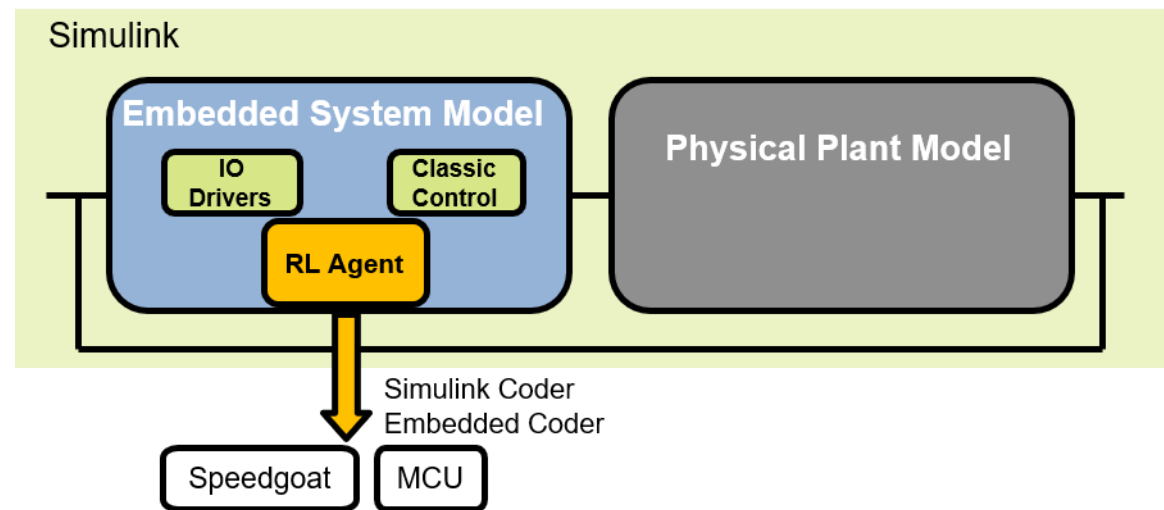 Simulink
Embedded System Model
Physical Plant Model
IO
Drivers
Classic
Control
RL Agent
Simulink Coder
Embedded Coder
Speedgoat
MCU